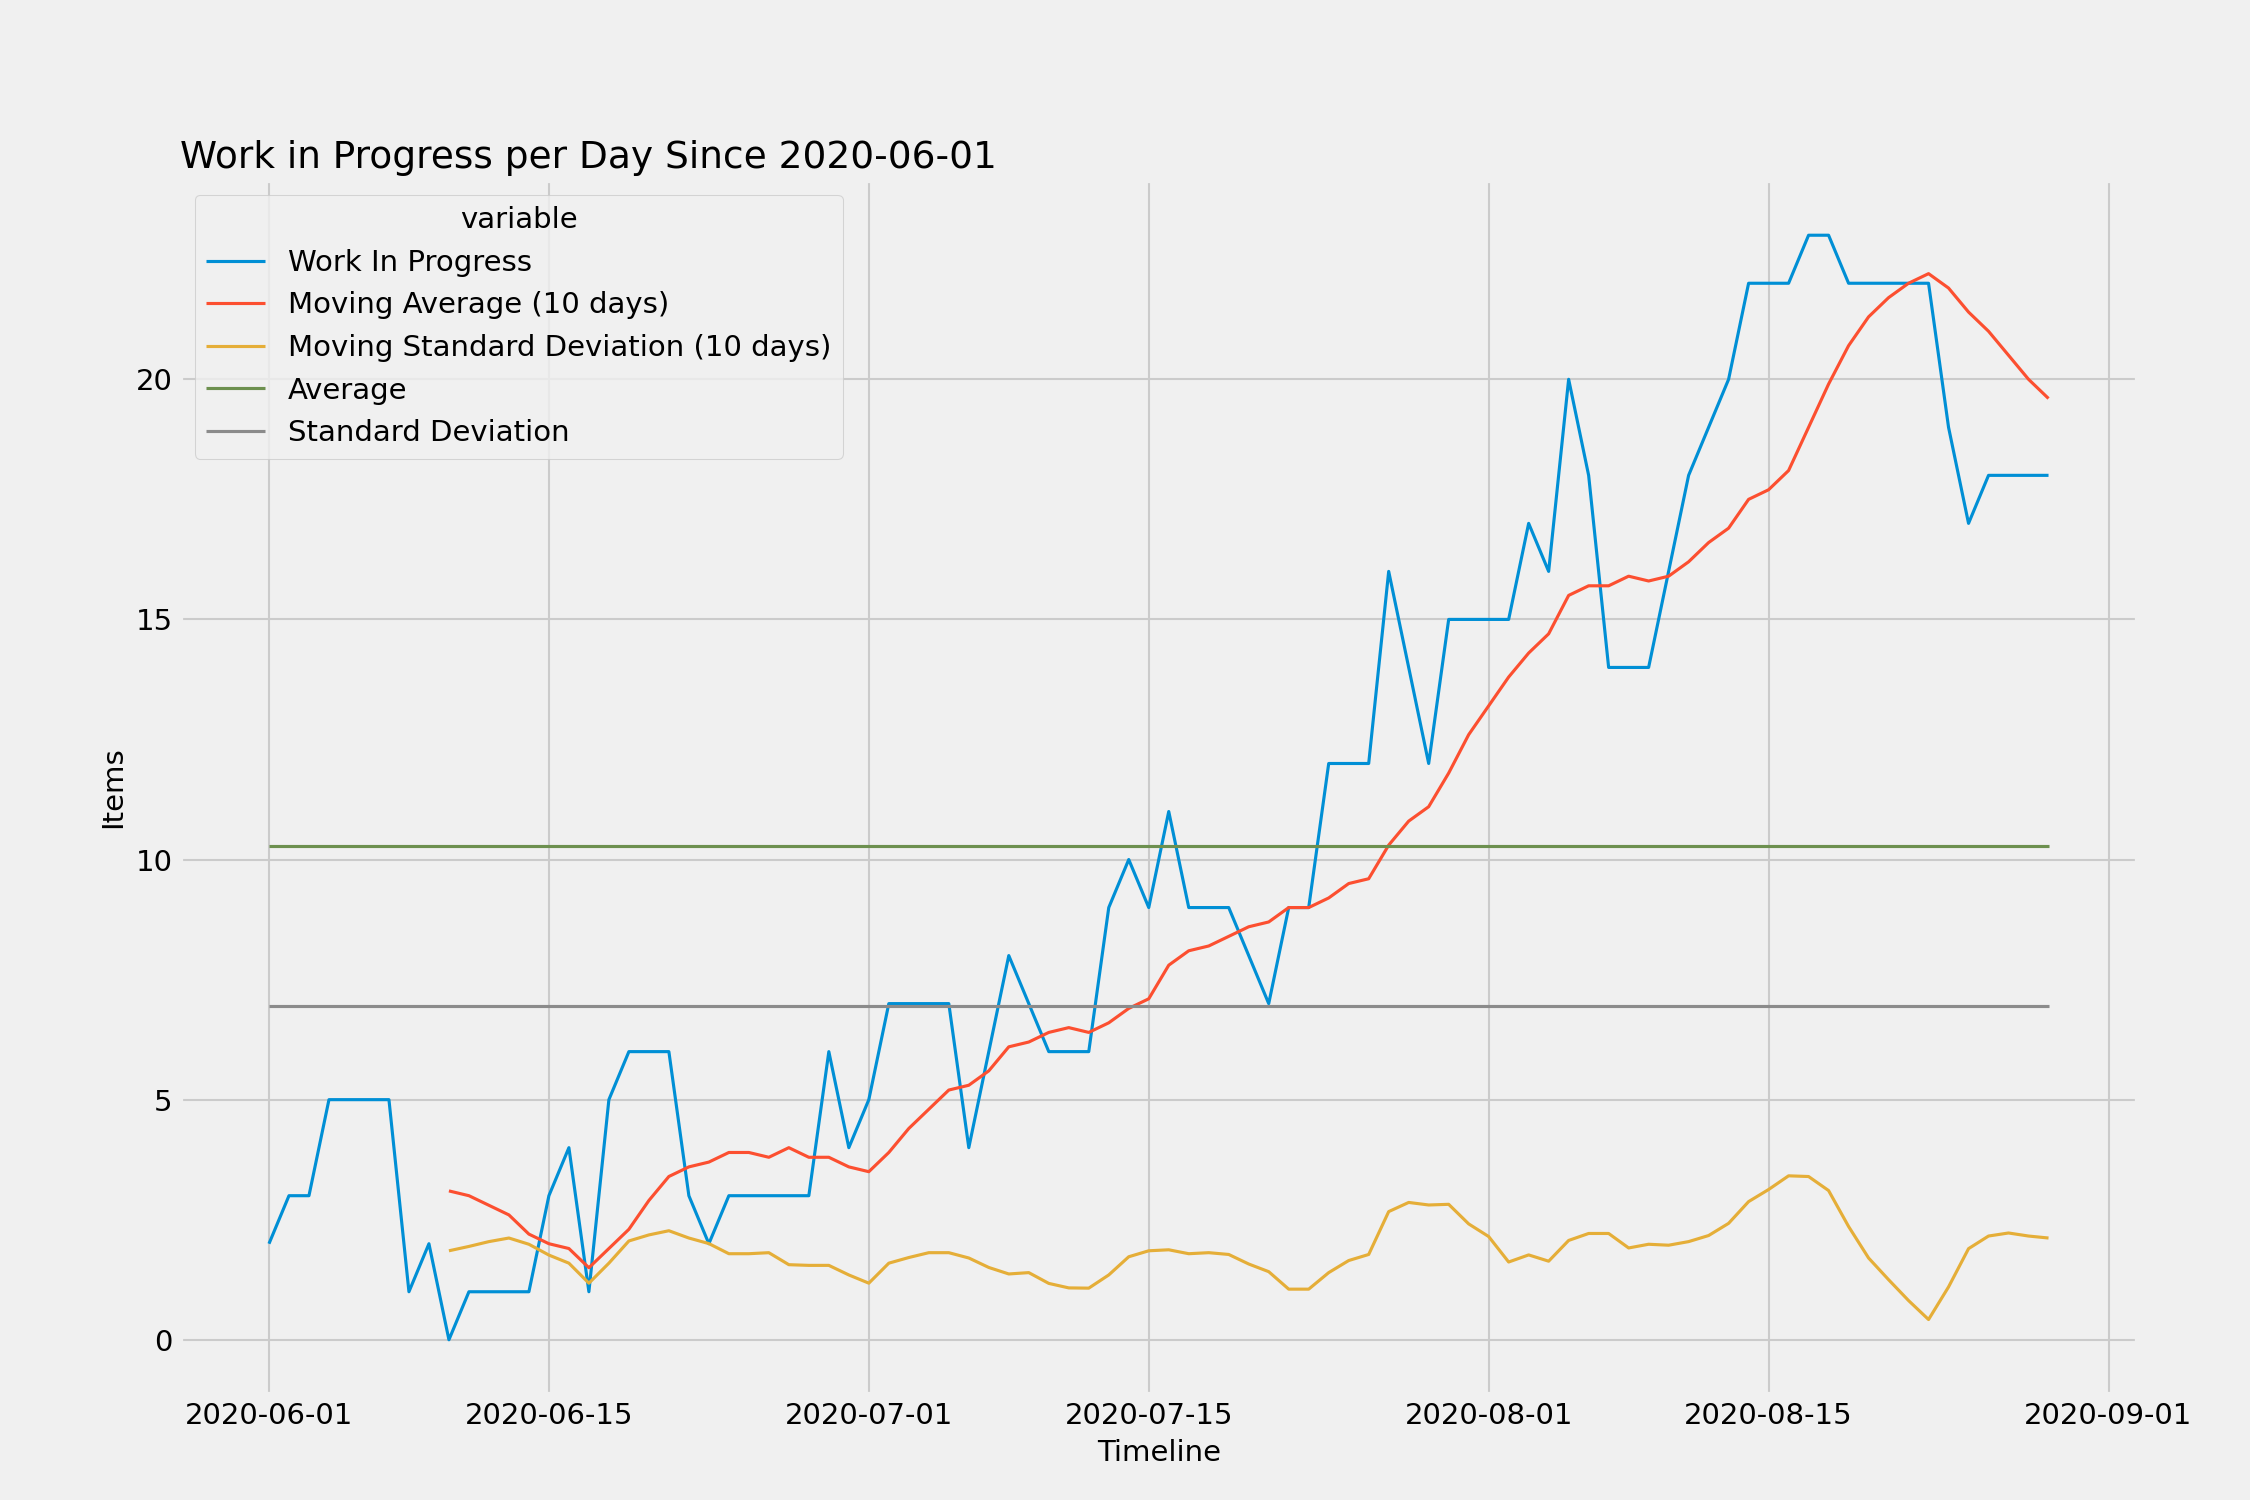 Work in Progress per Day Since 2020-06-01
variable
Work In Progress
Moving Average (10 days)
Moving Standard Deviation (10 days)
Average
Standard Deviation
20
15
10
5
0
Items
2020-06-01 2020-06-15 2020-07-01 2020-07-15 2020-08-01 2020-08-15 2020-09-01
Timeline